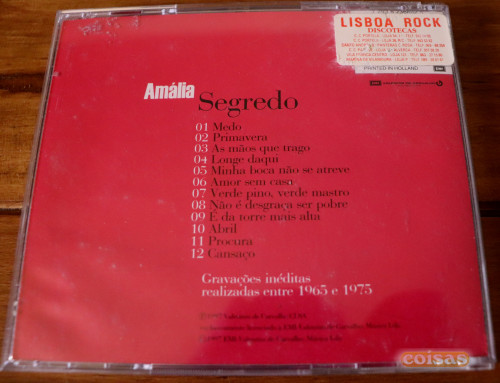 LISBOA ROCK
DISCOTECAS
PRINTED IN HOLLAND
EMI
Amália
Segredo
01 Medo
02 Primavera
03 As mãos que trago
04 Longe daqui
05 Minha boca não se atreve
06 Amor sem casa
07 Verde pino, verde mastro
08 Não é desgraça ser pobre
09 É da torre mais alta
10 Abril
11 Procura
12 Cansaço
Gravações inéditas
realizadas entre 1965 e 1975
coisas